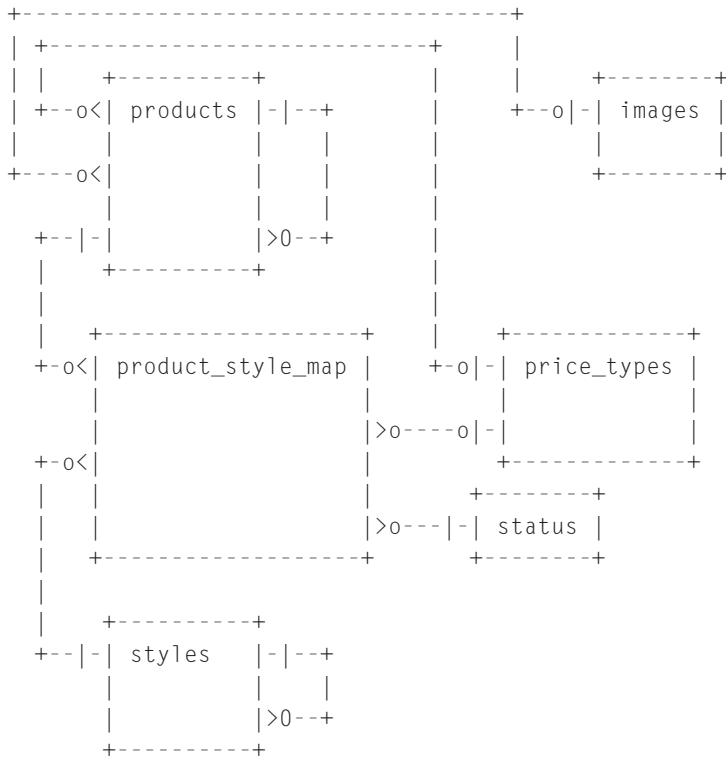 products
images
product_style_map
price_types
status
styles